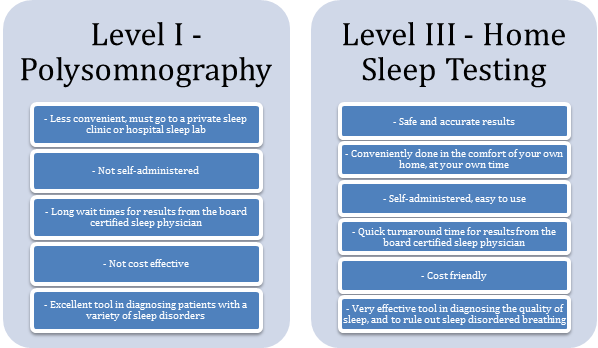 Level I -
Polysomnography
- Less convenient, must go to a private sleep
clinic or hospital sleep lab
- Not self-administered
- Long wait times for results from the board
certified sleep physician
- Not cost effective
- Excellent tool in diagnosing patients with a
variety of sleep disorders
Level III - Home
Sleep Testing
- Safe and accurate results
- Conveniently done in the comfort of your own
home, at your own time
- Self-administered, easy to use
- Quick turnaround time for results from the
board certified sleep physician
- Cost friendly
- Very effective tool in diagnosing the quality of
sleep, and to rule out sleep disordered breathing